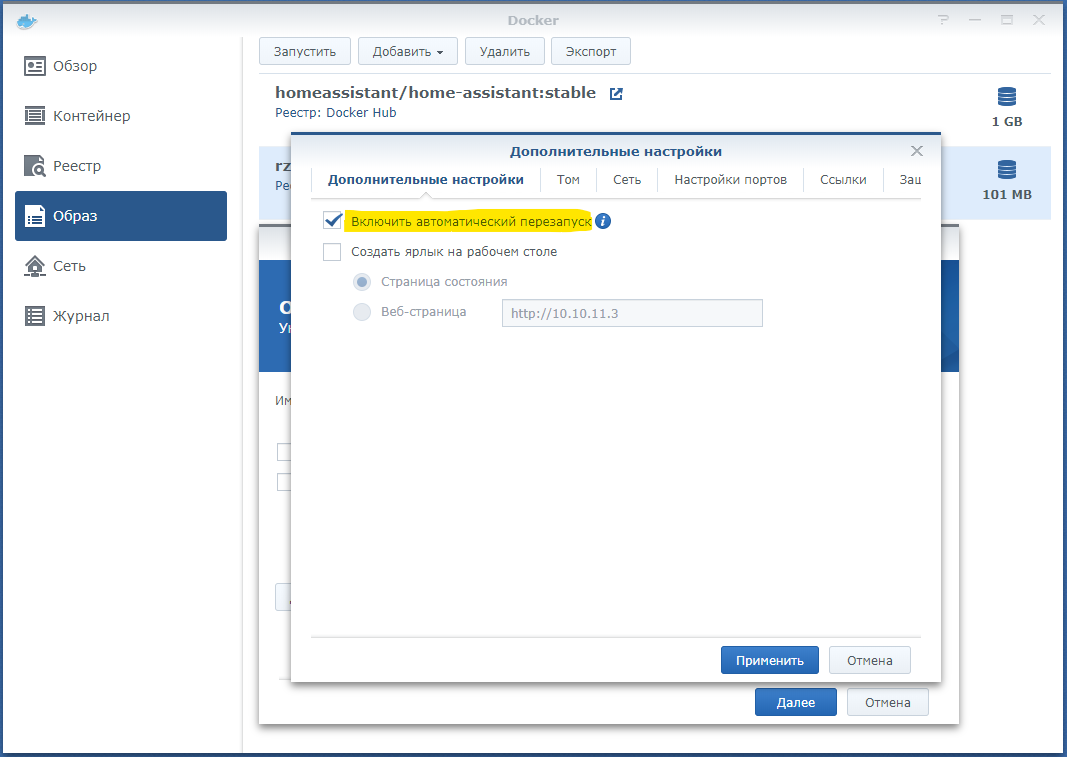 Docker
Обзор
Контейнер
Реестр
Образ
Сеть
Журнал
Запустить Добавить Удалить Экспорт
homeassistant/home-assistant:stable
Реестр: Docker Hub
1 GB
rz
Ре
101 MB
Дополнительные настройки
Дополнительные настройки Том Сеть Настройки портов Ссылки Защ
Включить автоматический перезапуск
Создать ярлык на рабочем столе
Страница состояния
Веб-страница http://10.10.11.3
Им
Применить Отмена
Далее Отмена